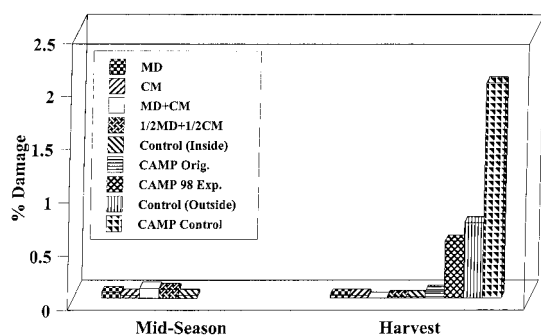 2.5
2
1.5
1
0.5
0
% Damage
MD
CM
MD+CM
1/2MD+1/2CM
Control (Inside)
CAMP Orig.
CAMP 98 Exp.
Control (Outside)
CAMP Control
Mid-Season
Harvest